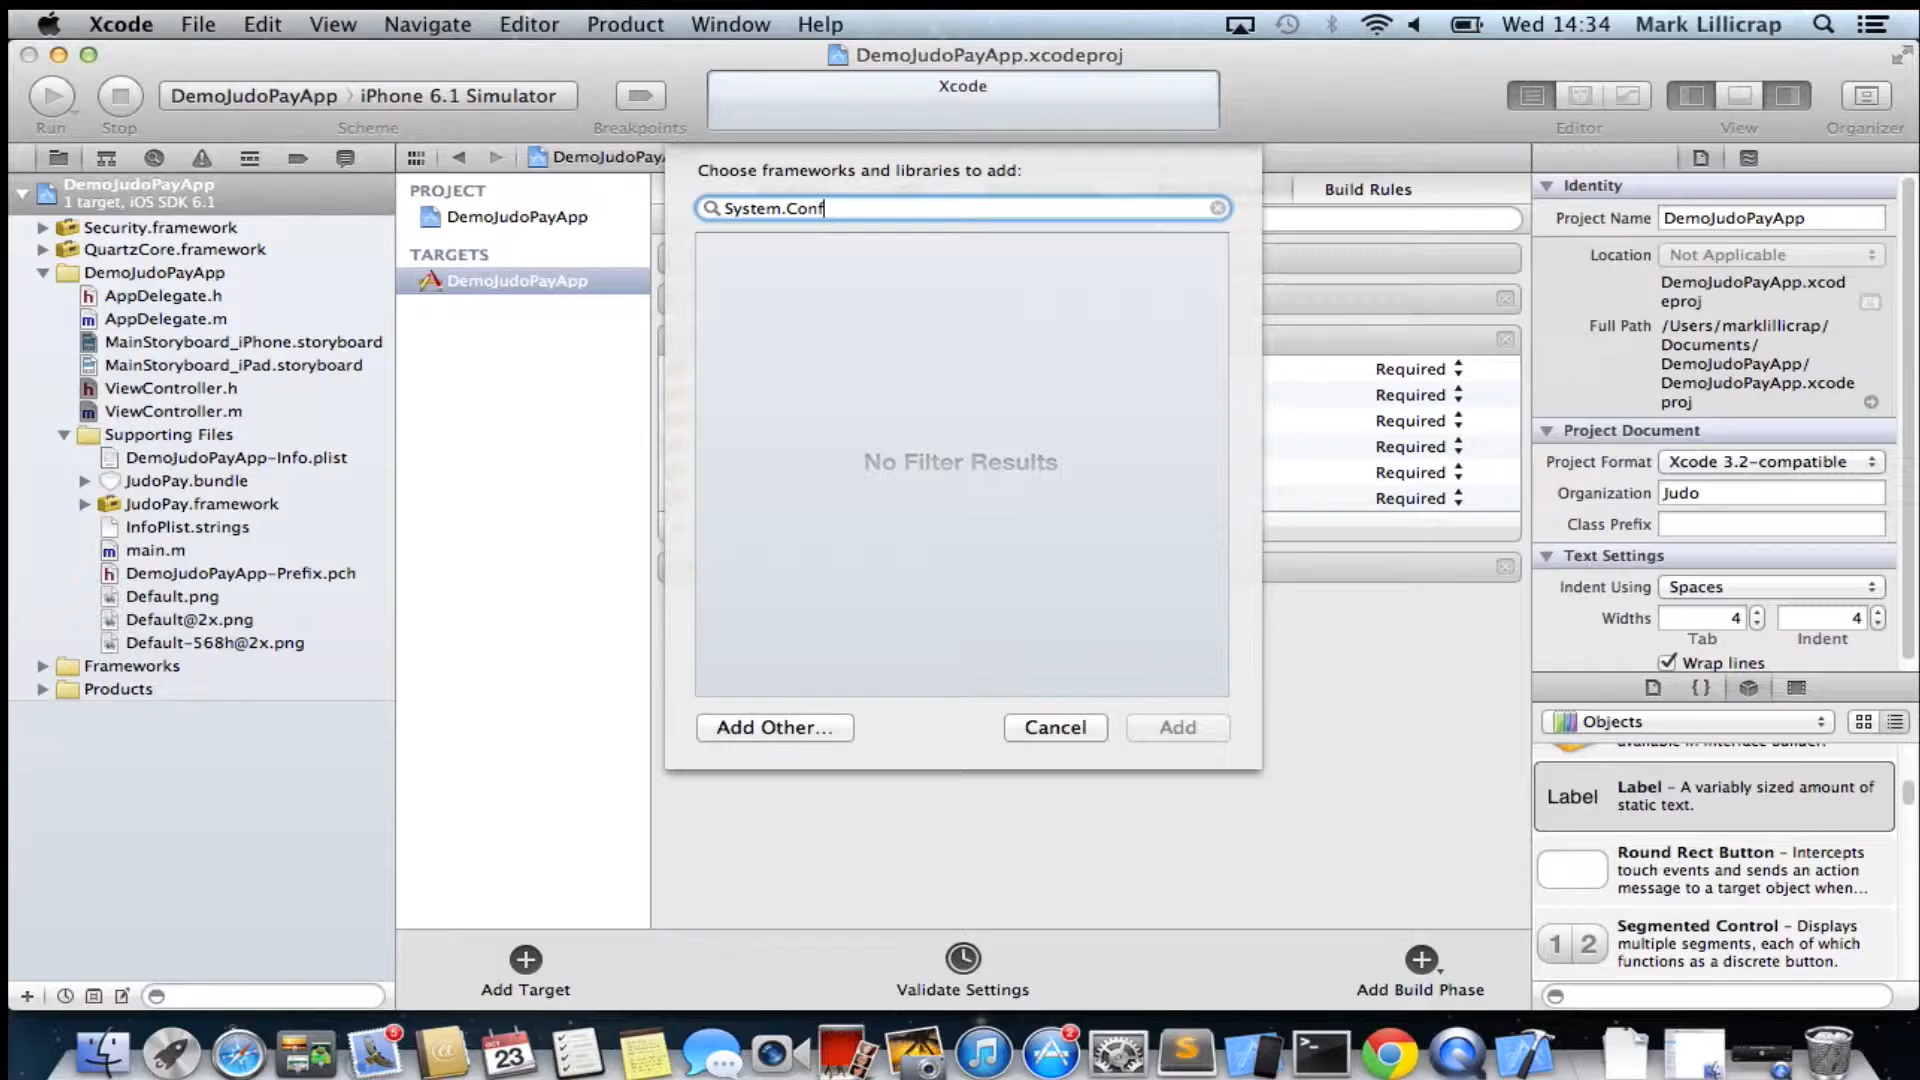 Xcode File Edit View Navigate Editor Product Window Help Wed 14:34 Mark Lillicrap
DemoJudoPayApp.xcodeproj
DemoJudoPayApp iPhone 6.1 Simulator
Xcode
Run Stop Scheme Breakpoints Editor View Organizer
DemoJudoPayApp
1 target, iOS SDK 6.1
Security.framework
QuartzCore.framework
DemoJudoPayApp
AppDelegate.h
AppDelegate.m
MainStoryboard_iPhone.storyboard
MainStoryboard_iPad.storyboard
ViewController.h
ViewController.m
Supporting Files
DemoJudoPayApp-Info.plist
JudoPay.bundle
JudoPay.framework
InfoPlist.strings
main.m
DemoJudoPayApp-Prefix.pch
Default.png
Default@2x.png
Default-568h@2x.png
Frameworks
Products
DemoJudoPay
PROJECT
DemoJudoPayApp
TARGETS
DemoJudoPayApp
Choose frameworks and libraries to add:
System.Conf
No Filter Results
Add Other...
Cancel
Add
Build Rules
Required
Required
Required
Required
Required
Required
Add Target
Validate Settings
Add Build Phase
Identity
Project Name DemoJudoPayApp
Location Not Applicable
DemoJudoPayApp.xcod
eproj
Full Path /Users/marklillicrap/
Documents/
DemoJudoPayApp/
DemoJudoPayApp.xcode
proj
Project Document
Project Format Xcode 3.2-compatible
Organization Judo
Class Prefix
Text Settings
Indent Using Spaces
Widths 4 4
Tab Indent
Wrap lines
{ }
Objects
available in Interface Builder.
Label
Label - A variably sized amount of
static text.
Round Rect Button - Intercepts
touch events and sends an action
message to a target object when...
1 2
Segmented Control - Displays
multiple segments, each of which
functions as a discrete button.
5
OCT
23
2